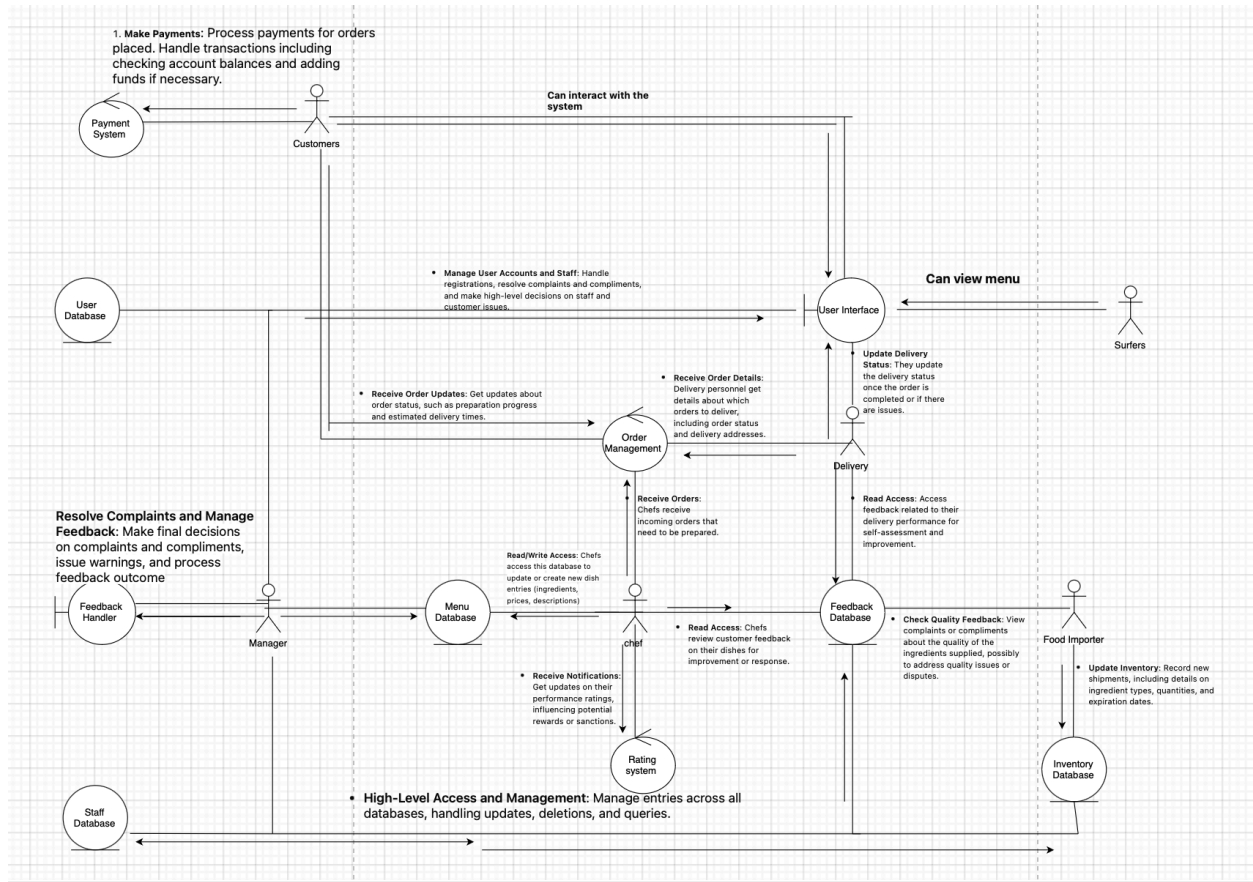 1. Make Payments: Process payments for orders
placed. Handle transactions including
checking account balances and adding
funds if necessary.
Can interact with the
system
Payment
System
Customers
• Manage User Accounts and Staff: Handle
registrations, resolve complaints and compliments,
and make high-level decisions on staff and
customer issues.
Can view menu
User
Database
User Interface
Surfers
• Update Delivery
Status: They update
the delivery status
once the order is
completed or if there
are issues.
• Receive Order Updates: Get updates about
order status, such as preparation progress
and estimated delivery times.
• Receive Order Details:
Delivery personnel get
details about which
orders to deliver,
including order status
and delivery addresses.
Order
Management
Delivery
• Receive Orders:
Chefs receive
incoming orders that
need to be prepared.
• Read Access: Access
feedback related to their
delivery performance for
self-assessment and
improvement.
Resolve Complaints and Manage
Feedback: Make final decisions
on complaints and compliments,
issue warnings, and process
feedback outcome
Read/Write Access: Chefs
access this database to
update or create new dish
entries (ingredients,
prices, descriptions)
Feedback
Handler
Manager
Menu
Database
chef
Feedback
Database
Food Importer
• Read Access: Chefs
review customer feedback
on their dishes for
improvement or response.
• Check Quality Feedback: View
complaints or compliments
about the quality of the
ingredients supplied, possibly
to address quality issues or
disputes.
• Update Inventory: Record new
shipments, including details on
ingredient types, quantities, and
expiration dates.
• Receive Notifications:
Get updates on their
performance ratings,
influencing potential
rewards or sanctions.
Rating
system
Inventory
Database
• High-Level Access and Management: Manage entries across all
databases, handling updates, deletions, and queries.
Staff
Database